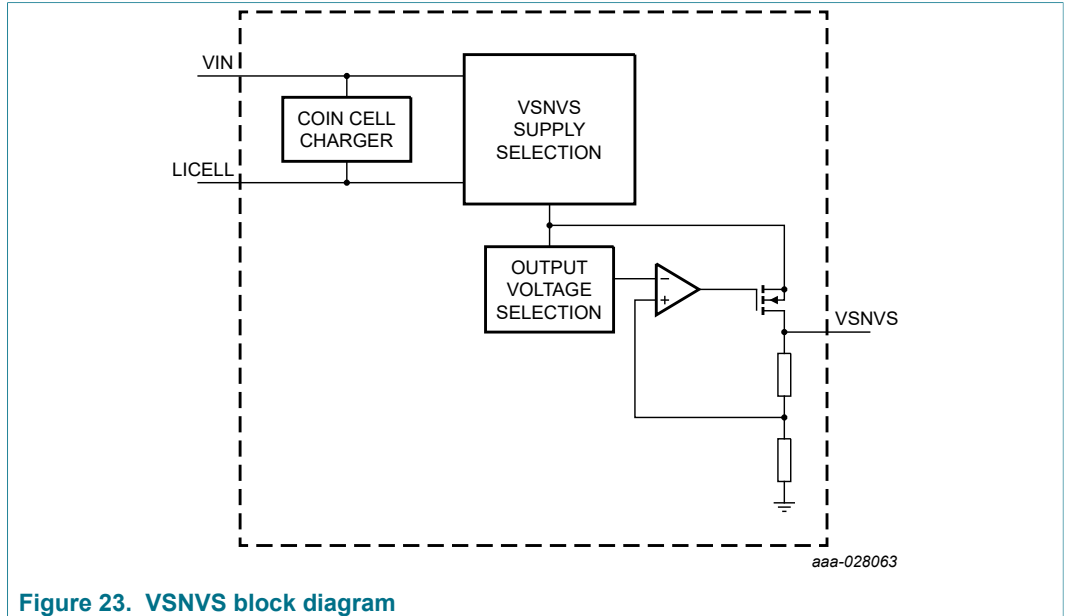 VIN
COIN CELL
CHARGER
LICELL
VSNVS
SUPPLY
SELECTION
OUTPUT
VOLTAGE
SELECTION
−
+
VSNVS
aaa-028063
Figure 23. VSNVS block diagram